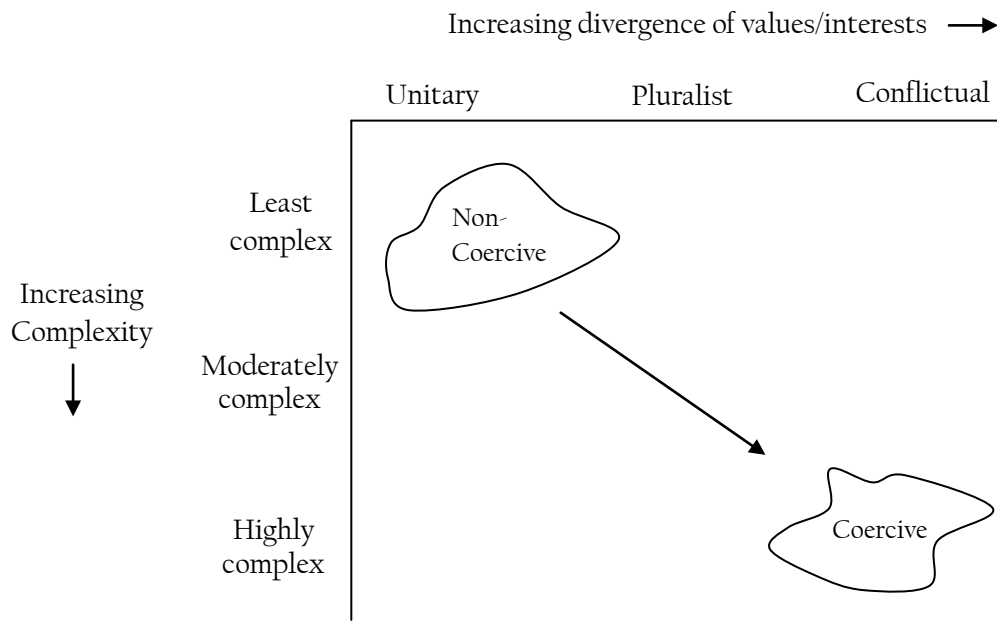 Increasing divergence of values/interests
Unitary
Pluralist
Conflictual
Least
complex
Non-
Coercive
Increasing
Complexity
Moderately
complex
Highly
complex
Coercive